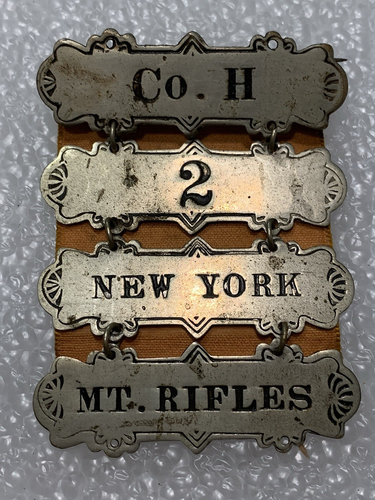 Co. H
2
NEW YORK
MT. RIFLES